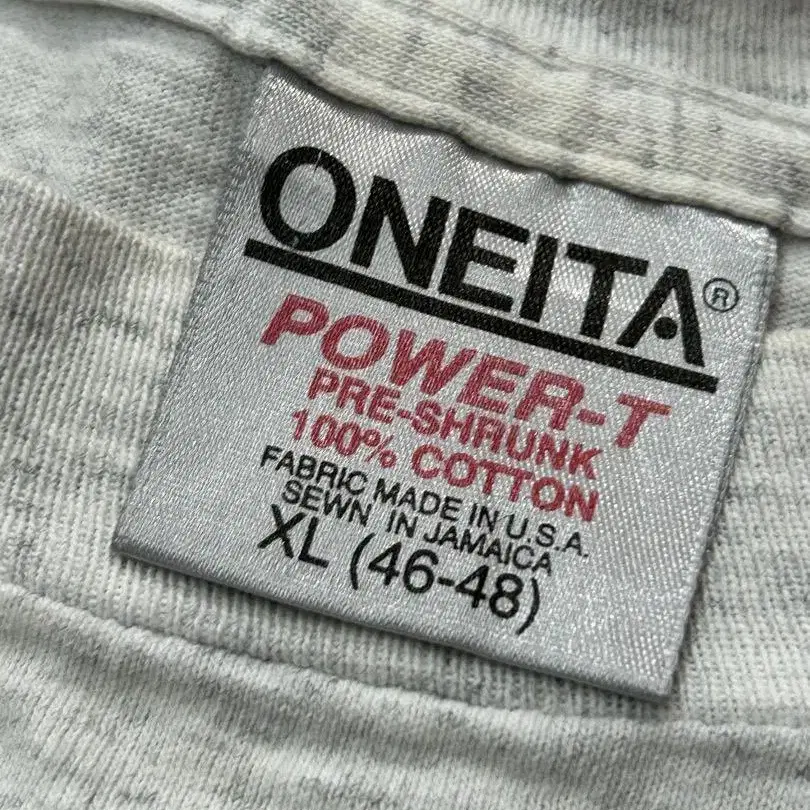 ONEITA®
POWER-T
PRE-SHRUNK
100% COTTON
FABRIC MADE IN U.S.A.
SEWN IN JAMAICA
XL (46-48)